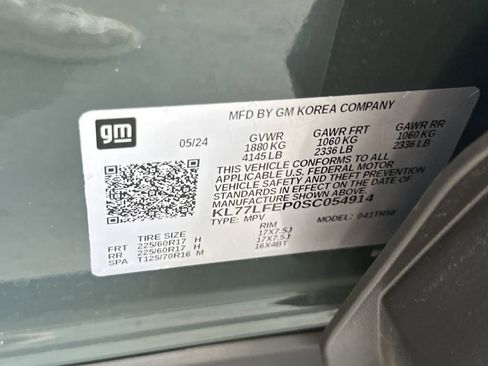 gm
MFD BY GM KOREA COMPANY
05/24 GVWR GAWR FRT GAWR RR
1880 KG 1060 KG 1060 KG
4145 LB 2336 LB 2336 LB
THIS VEHICLE CONFORMS TO ALL
APPLICABLE U.S. FEDERAL MOTOR
VEHICLE SAFETY AND THEFT PREVENTION
STANDARDS IN EFFECT ON THE DATE OF
MANUFACTURE SHOWN ABOVE.
KL77LFEP0SC054914
TYPE: MPV MODEL:
TIRE SIZE RIM
FRT 225/60R17 H 17X7.5J
RR 225/60R17 H 17X7.5J
SPA T125/70R16 M 16X4BT